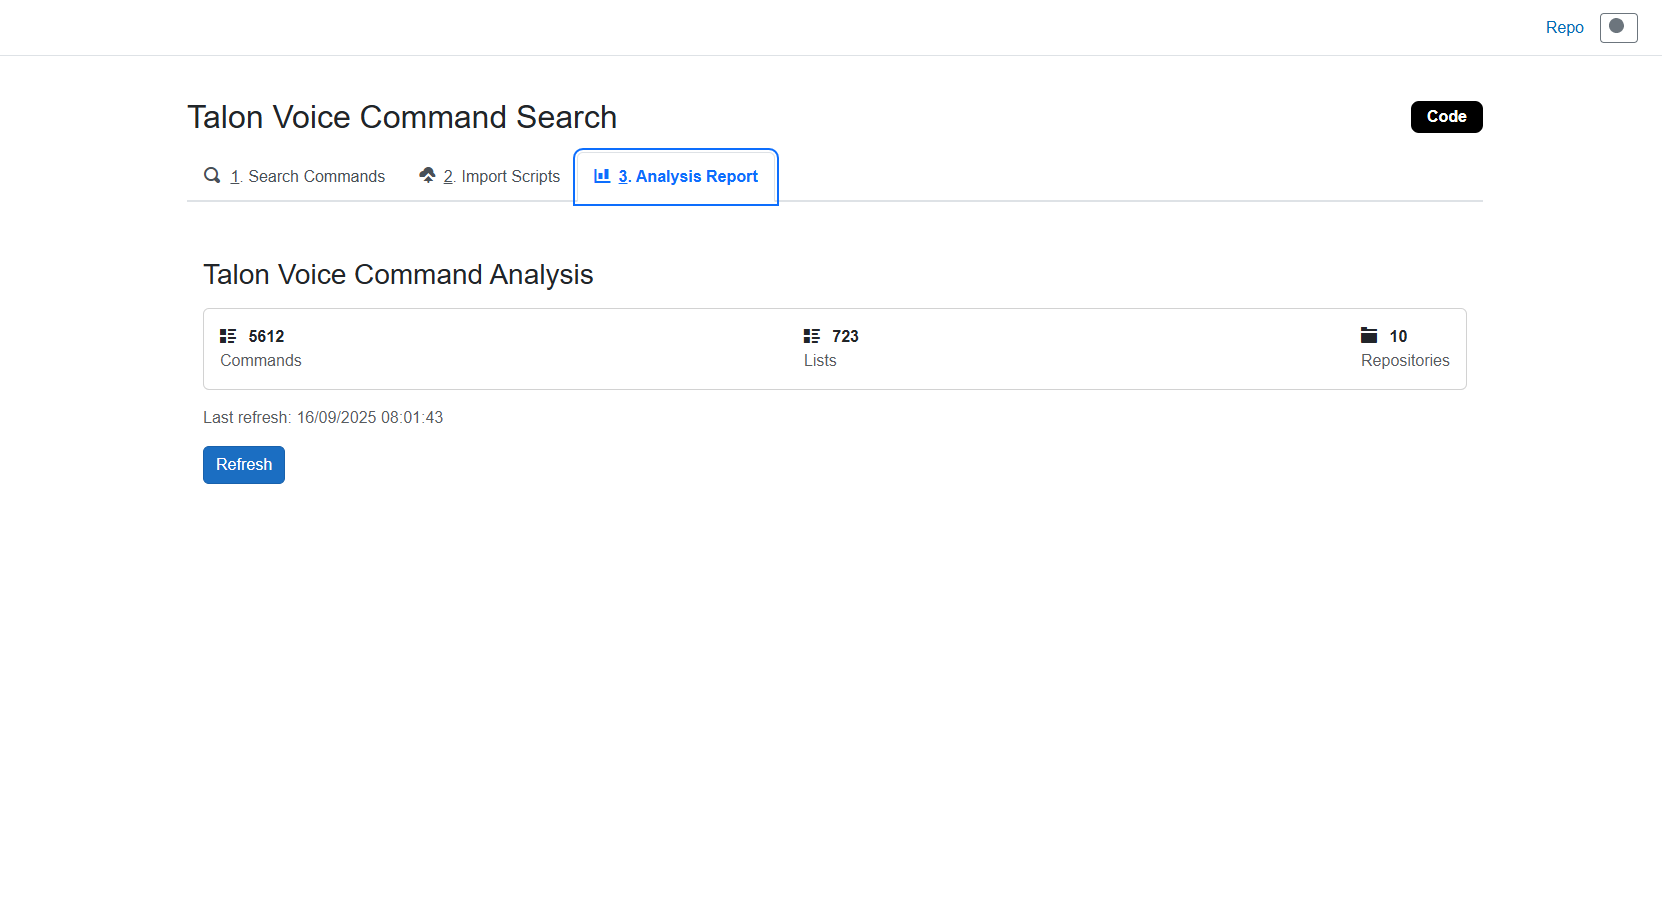 Repo
Talon Voice Command Search
Code
1. Search Commands
2. Import Scripts
3. Analysis Report
Talon Voice Command Analysis
5612
Commands
723
Lists
10
Repositories
Last refresh: 16/09/2025 08:01:43
Refresh